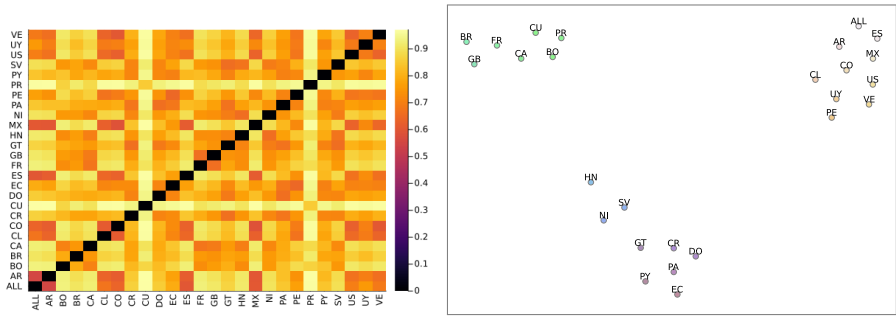 VE
UY
US
SV
PY
PR
PE
PA
NI
MX
HN
GT
GB
FR
ES
EC
DO
CU
CR
CO
CL
CA
BR
BO
AR
ALL
ALL AR BO BR CA CL CO CR CU DO EC ES FR GB GT HN MX NI PA PE PR PY SV US UY VE
0.9
0.8
0.7
0.6
0.5
0.4
0.3
0.2
0.1
0
BR FR CU PR
GB CA BO
ALL
AR ES
CO MX
CL US
UY VE
PE
HN
NI SV
GT CR DO
PY PA
EC